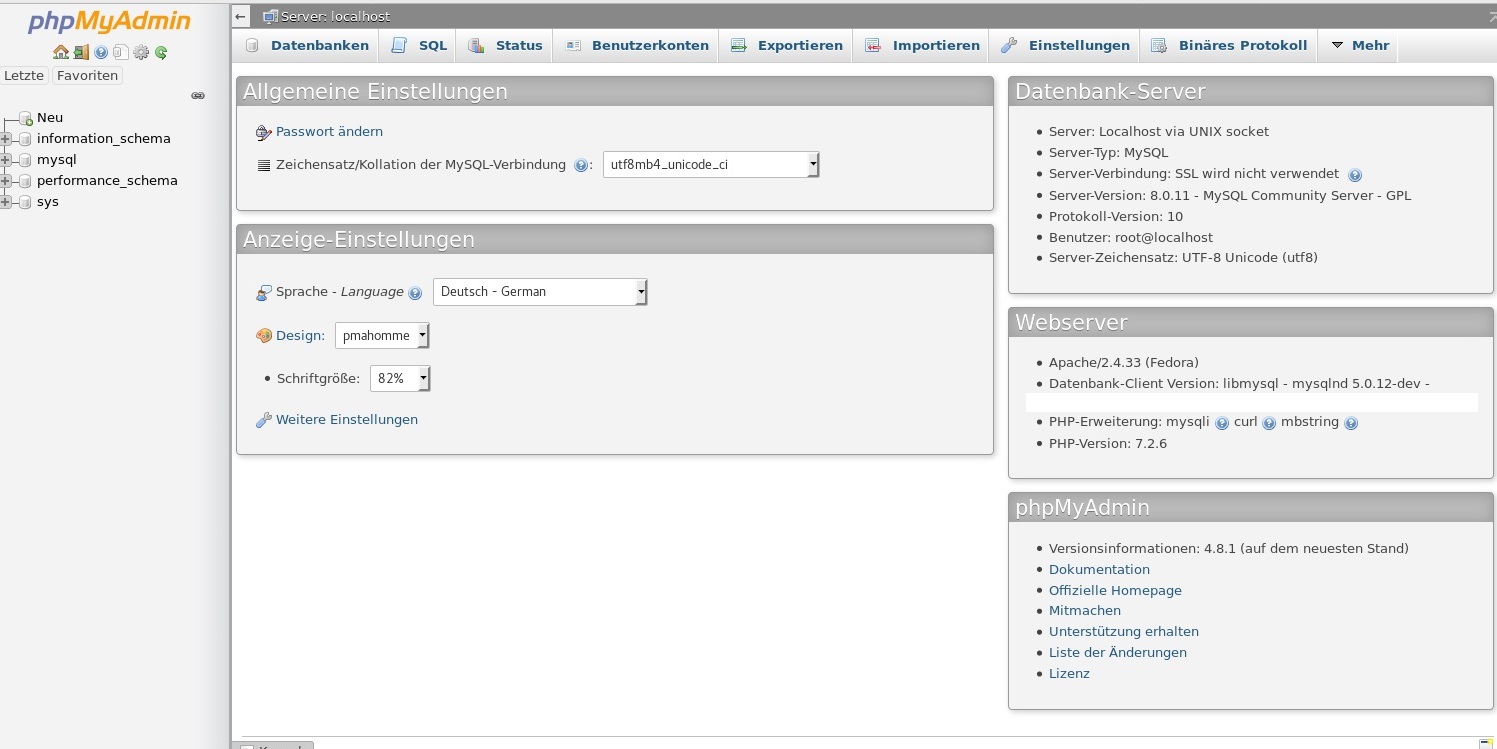 phpMyAdmin
Letzte Favoriten
Neu
information_schema
mysql
performance_schema
sys
Server: localhost
Datenbanken SQL Status Benutzerkonten Exportieren Importieren Einstellungen Binäres Protokoll Mehr
Allgemeine Einstellungen
Passwort ändern
Zeichensatz/Kollation der MySQL-Verbindung : utf8mb4_unicode_ci
Anzeige-Einstellungen
Sprache - Language Deutsch - German
Design: pmahomme
Schriftgröße: 82%
Weitere Einstellungen
Datenbank-Server
Server: Localhost via UNIX socket
Server-Typ: MySQL
Server-Verbindung: SSL wird nicht verwendet
Server-Version: 8.0.11 - MySQL Community Server - GPL
Protokoll-Version: 10
Benutzer: root@localhost
Server-Zeichensatz: UTF-8 Unicode (utf8)
Webserver
Apache/2.4.33 (Fedora)
Datenbank-Client Version: libmysql - mysqlnd 5.0.12-dev -
PHP-Erweiterung: mysqli curl mbstring
PHP-Version: 7.2.6
phpMyAdmin
Versionsinformationen: 4.8.1 (auf dem neuesten Stand)
Dokumentation
Offizielle Homepage
Mitmachen
Unterstützung erhalten
Liste der Änderungen
Lizenz